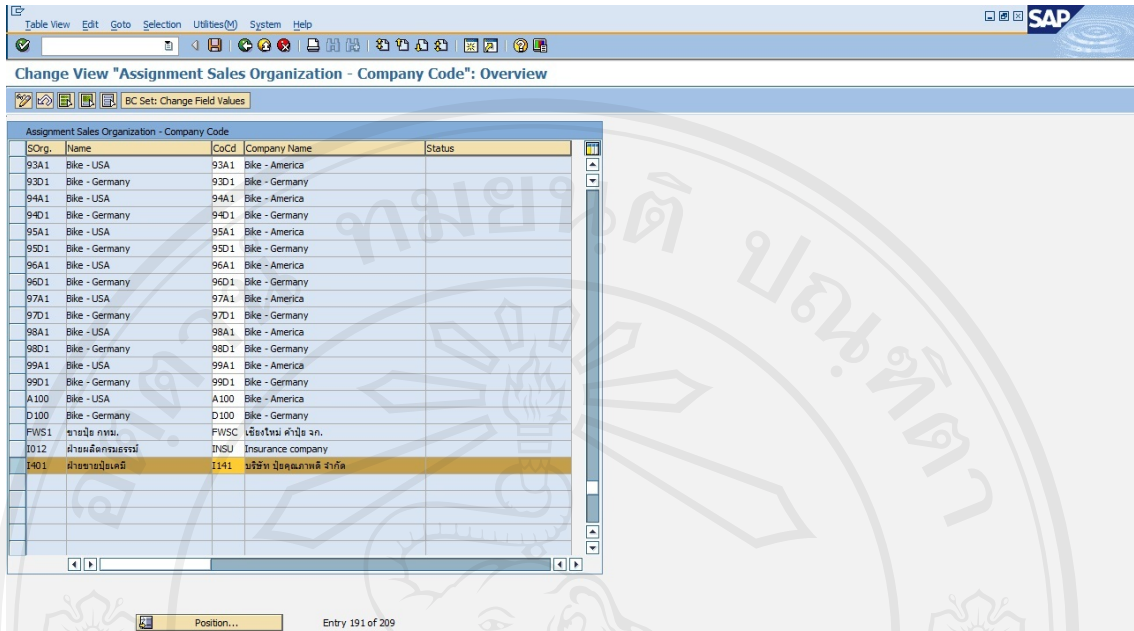 Table View Edit Goto Selection Utilities(M) System Help
SAP
Change View "Assignment Sales Organization - Company Code": Overview
BC Set: Change Field Values
Assignment Sales Organization - Company Code
SOrg. Name CoCd Company Name Status
93A1 Bike - USA 93A1 Bike - America
93D1 Bike - Germany 93D1 Bike - Germany
94A1 Bike - USA 94A1 Bike - America
94D1 Bike - Germany 94D1 Bike - Germany
95A1 Bike - USA 95A1 Bike - America
95D1 Bike - Germany 95D1 Bike - Germany
96A1 Bike - USA 96A1 Bike - America
96D1 Bike - Germany 96D1 Bike - Germany
97A1 Bike - USA 97A1 Bike - America
97D1 Bike - Germany 97D1 Bike - Germany
98A1 Bike - USA 98A1 Bike - America
98D1 Bike - Germany 98D1 Bike - Germany
99A1 Bike - USA 99A1 Bike - America
99D1 Bike - Germany 99D1 Bike - Germany
A100 Bike - USA A100 Bike - America
D100 Bike - Germany D100 Bike - Germany
FWS1 ขายปุ๋ย กทม. FWSC เชียงใหม่ ค้าปุ๋ย จก.
I012 ฝ่ายผลิตกรมธรรม์ INSU Insurance company
I401 ฝ่ายขายปุ๋ยเคมี I141 บริษัท ปุ๋ยคุณภาพดี จำกัด
Position... Entry 191 of 209